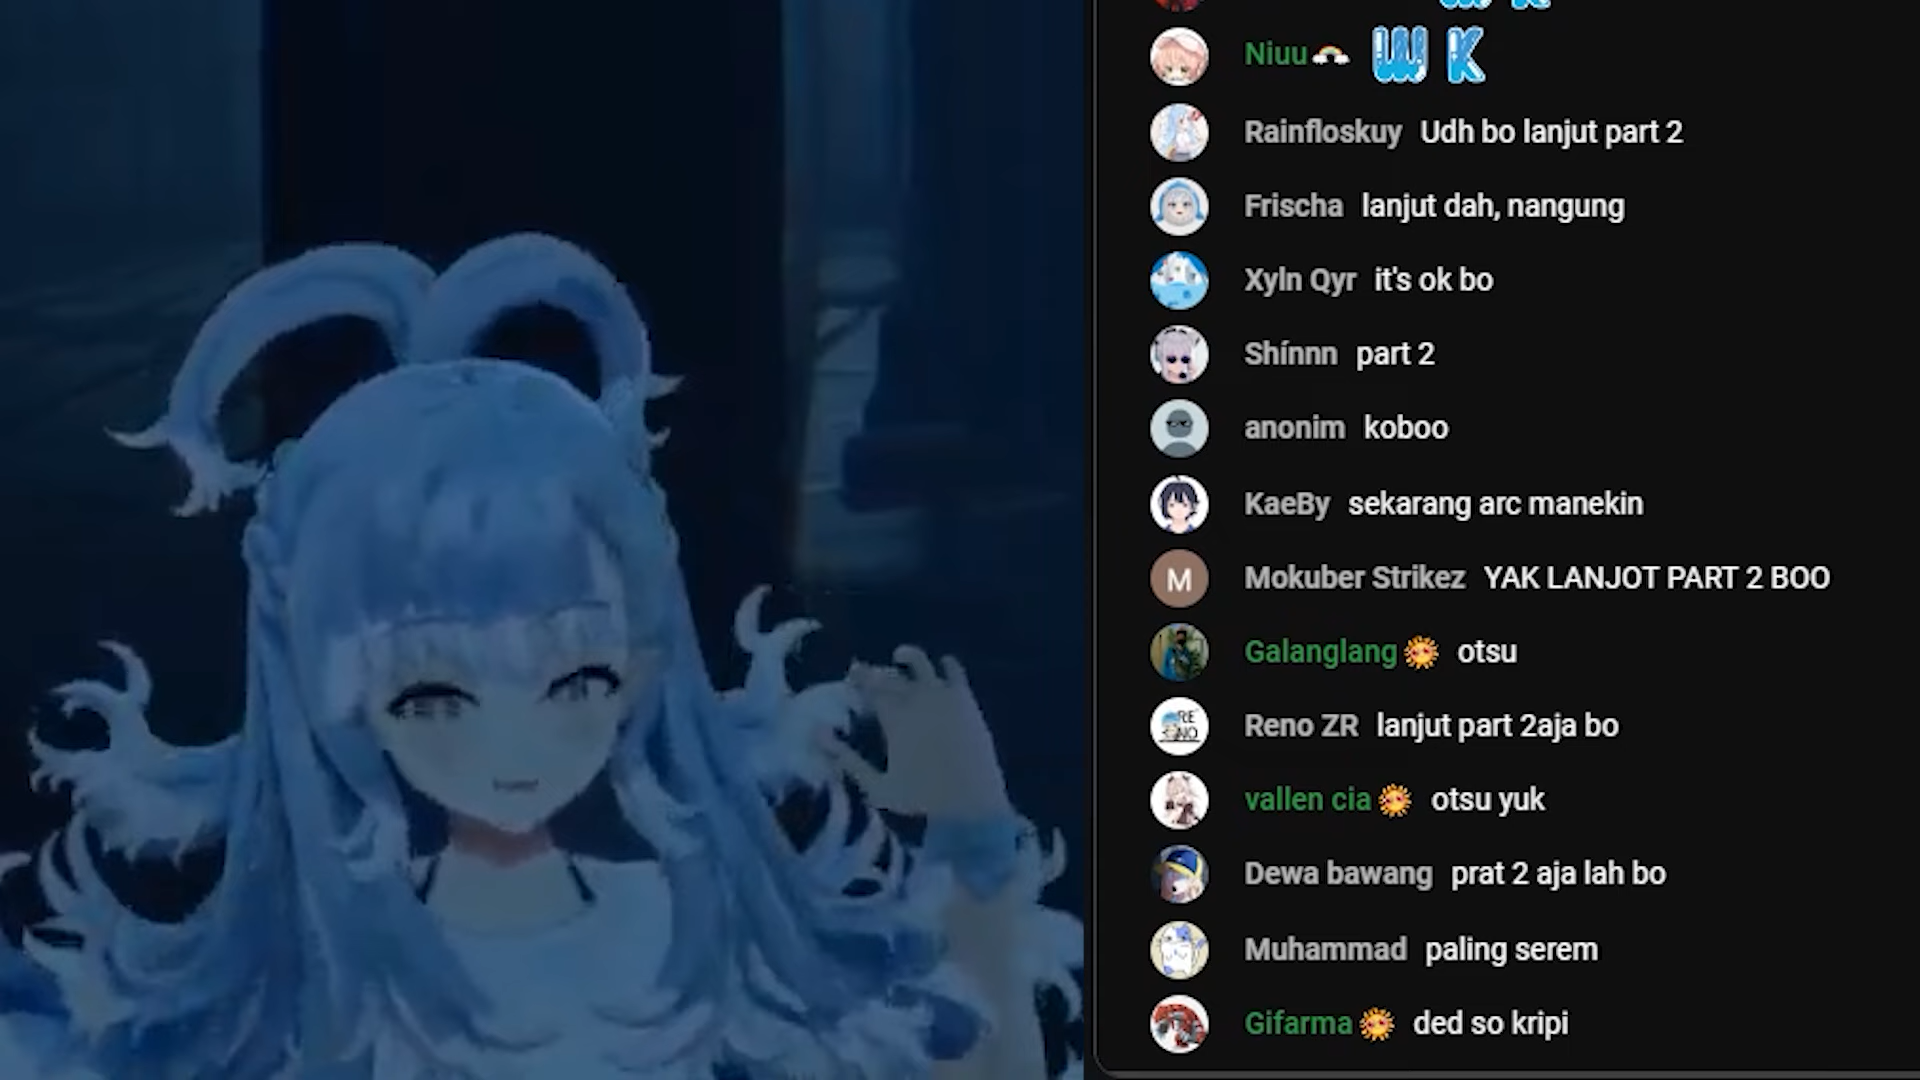 W K
Niuu W K
Rainfloskuy Udh bo lanjut part 2
Frischa lanjut dah, nangung
Xyln Qyr it's ok bo
Shínnn part 2
anonim koboo
KaeBy sekarang arc manekin
M Mokuber Strikez YAK LANJOT PART 2 BOO
Galanglang otsu
RE NO Reno ZR lanjut part 2aja bo
vallen cia otsu yuk
Dewa bawang prat 2 aja lah bo
Muhammad paling serem
Gifarma ded so kripi